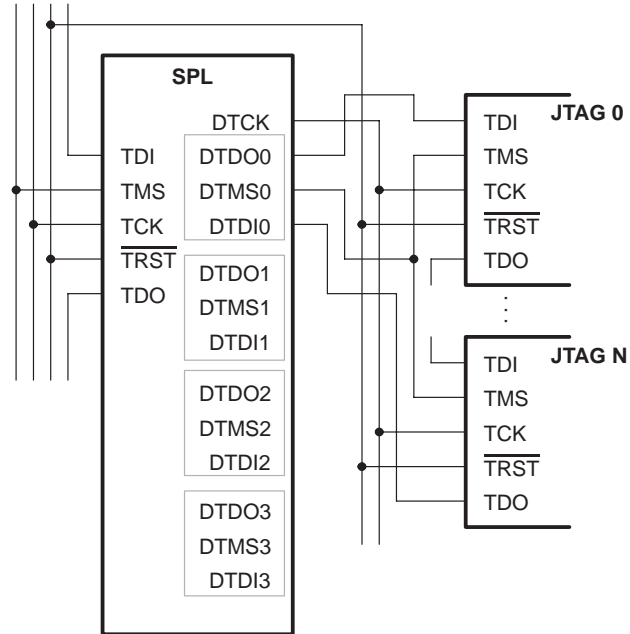 SPL
DTCK
TDI
TMS
TCK
TRST
TDO
DTDO0
DTMS0
DTDI0
DTDO1
DTMS1
DTDI1
DTDO2
DTMS2
DTDI2
DTDO3
DTMS3
DTDI3
JTAG 0
TDI
TMS
TCK
TRST
TDO
JTAG N
TDI
TMS
TCK
TRST
TDO